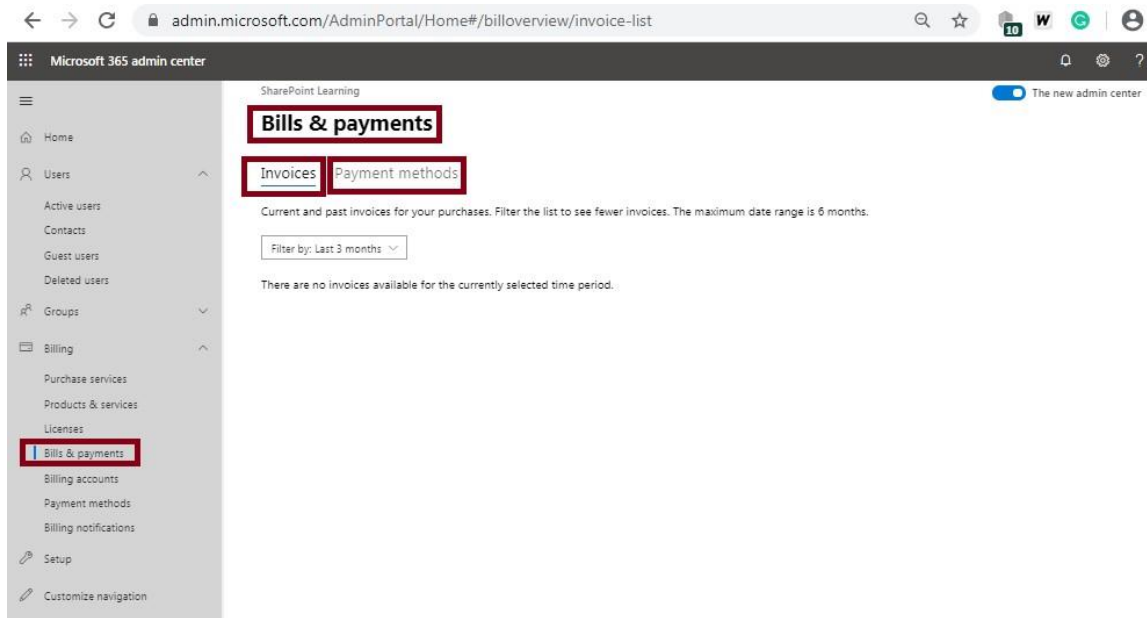 admin.microsoft.com/AdminPortal/Home#/billoverview/invoice-list
10
W
G
Microsoft 365 admin center
?
SharePoint Learning
The new admin center
Bills & payments
Home
Users
Invoices Payment methods
Active users
Current and past invoices for your purchases. Filter the list to see fewer invoices. The maximum date range is 6 months.
Contacts
Filter by: Last 3 months
Guest users
Deleted users
There are no invoices available for the currently selected time period.
Groups
Billing
Purchase services
Products & services
Licenses
Bills & payments
Billing accounts
Payment methods
Billing notifications
Setup
Customize navigation